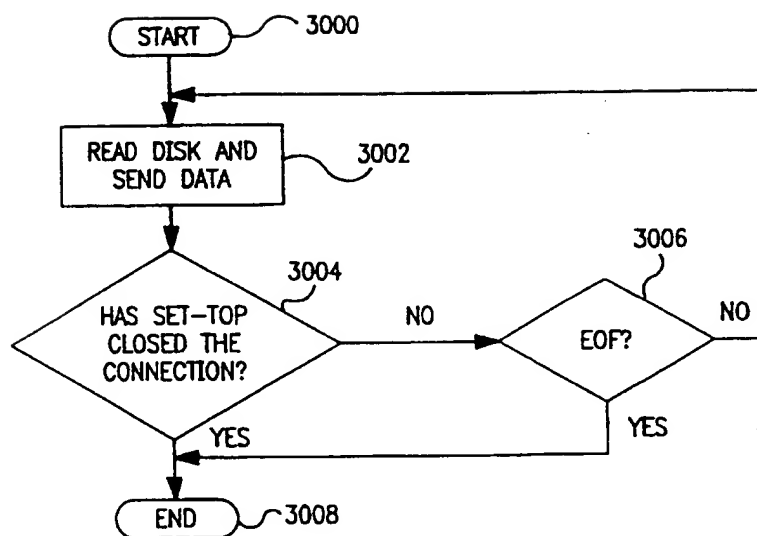 START
3000
READ DISK AND
SEND DATA
3002
HAS SET-TOP
CLOSED THE
CONNECTION?
3004
NO
EOF?
3006
NO
YES
YES
END
3008